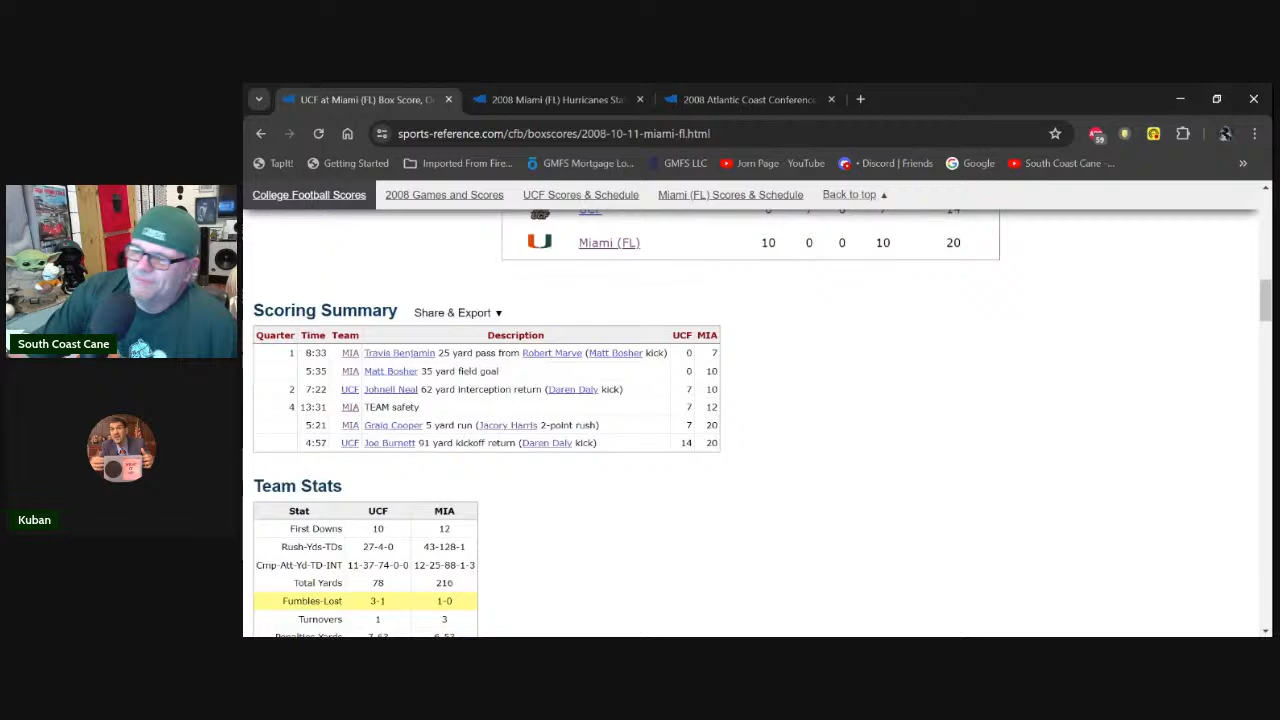 UCF at Miami (FL) Box Score, O
2008 Miami (FL) Hurricanes Sta
2008 Atlantic Coast Conference
sports-reference.com/cfb/boxscores/2008-10-11-miami-fl.html
59
TapIt! Getting Started Imported From Fire... GMFS Mortgage Lo... GMFS LLC Jorn Page YouTube Discord | Friends Google South Coast Cane -...
College Football Scores 2008 Games and Scores UCF Scores & Schedule Miami (FL) Scores & Schedule Back to top ▲
UCF 0 7 0 7 14
Miami (FL) 10 0 0 10 20
Scoring Summary Share & Export ▼
Quarter Time Team Description UCF MIA
1 8:33 MIA Travis Benjamin 25 yard pass from Robert Marve (Matt Bosher kick) 0 7
5:35 MIA Matt Bosher 35 yard field goal 0 10
2 7:22 UCF Johnell Neal 62 yard interception return (Daren Daly kick) 7 10
4 13:31 MIA TEAM safety 7 12
5:21 MIA Graig Cooper 5 yard run (Jacory Harris 2-point rush) 7 20
4:57 UCF Joe Burnett 91 yard kickoff return (Daren Daly kick) 14 20
Team Stats
Stat UCF MIA
First Downs 10 12
Rush-Yds-TDs 27-4-0 43-128-1
Cmp-Att-Yd-TD-INT 11-37-74-0-0 12-25-88-1-3
Total Yards 78 216
Fumbles-Lost 3-1 1-0
Turnovers 1 3
Penalties-Yards
South Coast Cane
Kuban